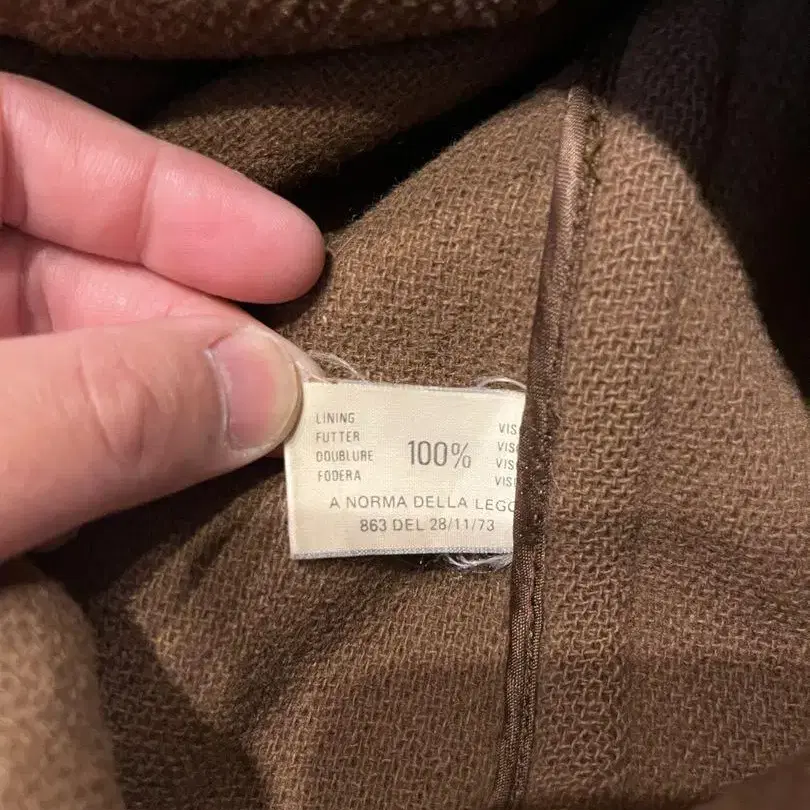 LINING 100% VIS
FUTTER VIS
DOUBLURE VIS
FODERA VIS
A NORMA DELLA LEGG
863 DEL 28/11/73